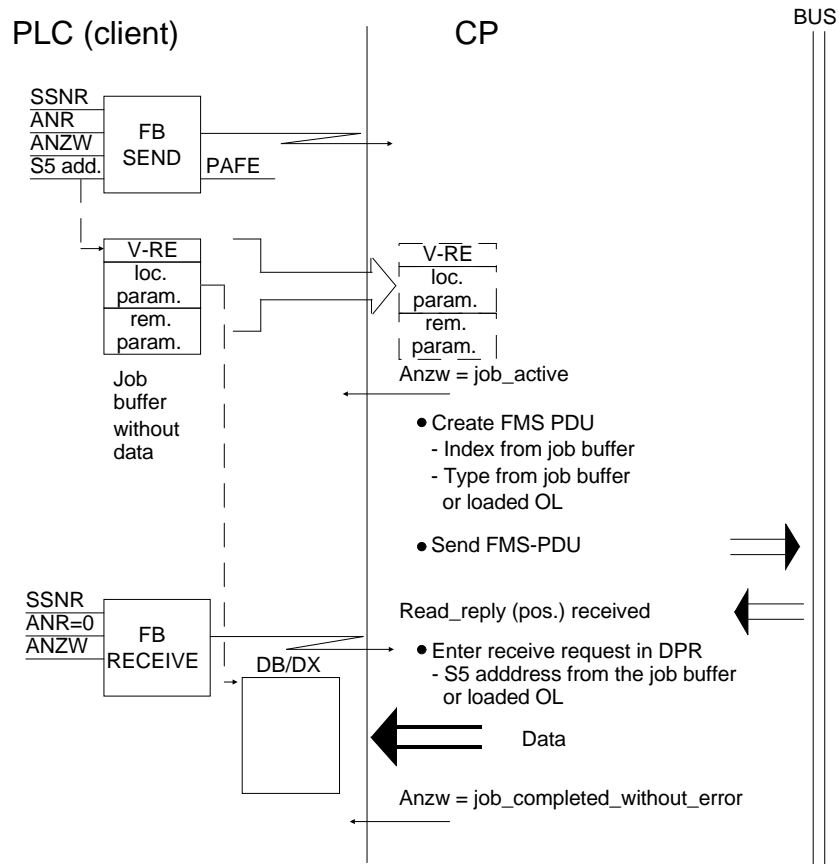 BUS
PLC (client)
CP
SSNR
ANR
ANZW
S5 add.
FB
SEND
PAFE
V-RE
loc.
param.
rem.
param.
Job
buffer
without
data
V-RE
loc.
param.
rem.
param.
Anzw = job_active
● Create FMS PDU
- Index from job buffer
- Type from job buffer
or loaded OL
● Send FMS-PDU
SSNR
ANR=0
ANZW
FB
RECEIVE
Read_reply (pos.) received
● Enter receive request in DPR
- S5 adddress from the job buffer
or loaded OL
DB/DX
Data
Anzw = job_completed_without_error